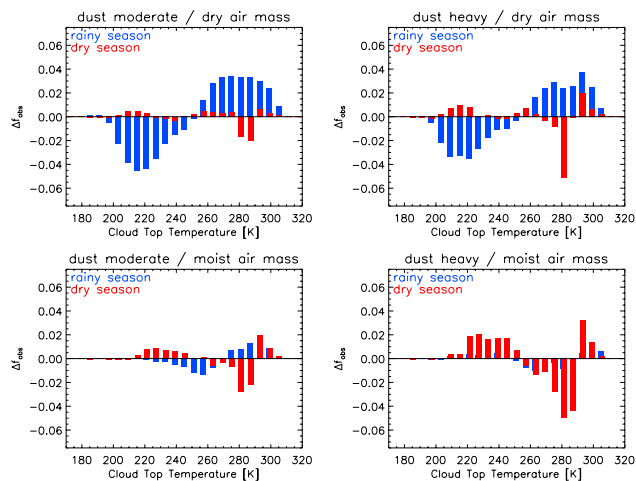 dust moderate / dry air mass
rainy season
dry season
0.06
0.04
0.02
0.00
-0.02
-0.04
-0.06
Δf_obs
180 200 220 240 260 280 300 320
Cloud Top Temperature [K]
dust heavy / dry air mass
rainy season
dry season
0.06
0.04
0.02
0.00
-0.02
-0.04
-0.06
Δf_obs
180 200 220 240 260 280 300 320
Cloud Top Temperature [K]
dust moderate / moist air mass
rainy season
dry season
0.06
0.04
0.02
0.00
-0.02
-0.04
-0.06
Δf_obs
180 200 220 240 260 280 300 320
Cloud Top Temperature [K]
dust heavy / moist air mass
rainy season
dry season
0.06
0.04
0.02
0.00
-0.02
-0.04
-0.06
Δf_obs
180 200 220 240 260 280 300 320
Cloud Top Temperature [K]